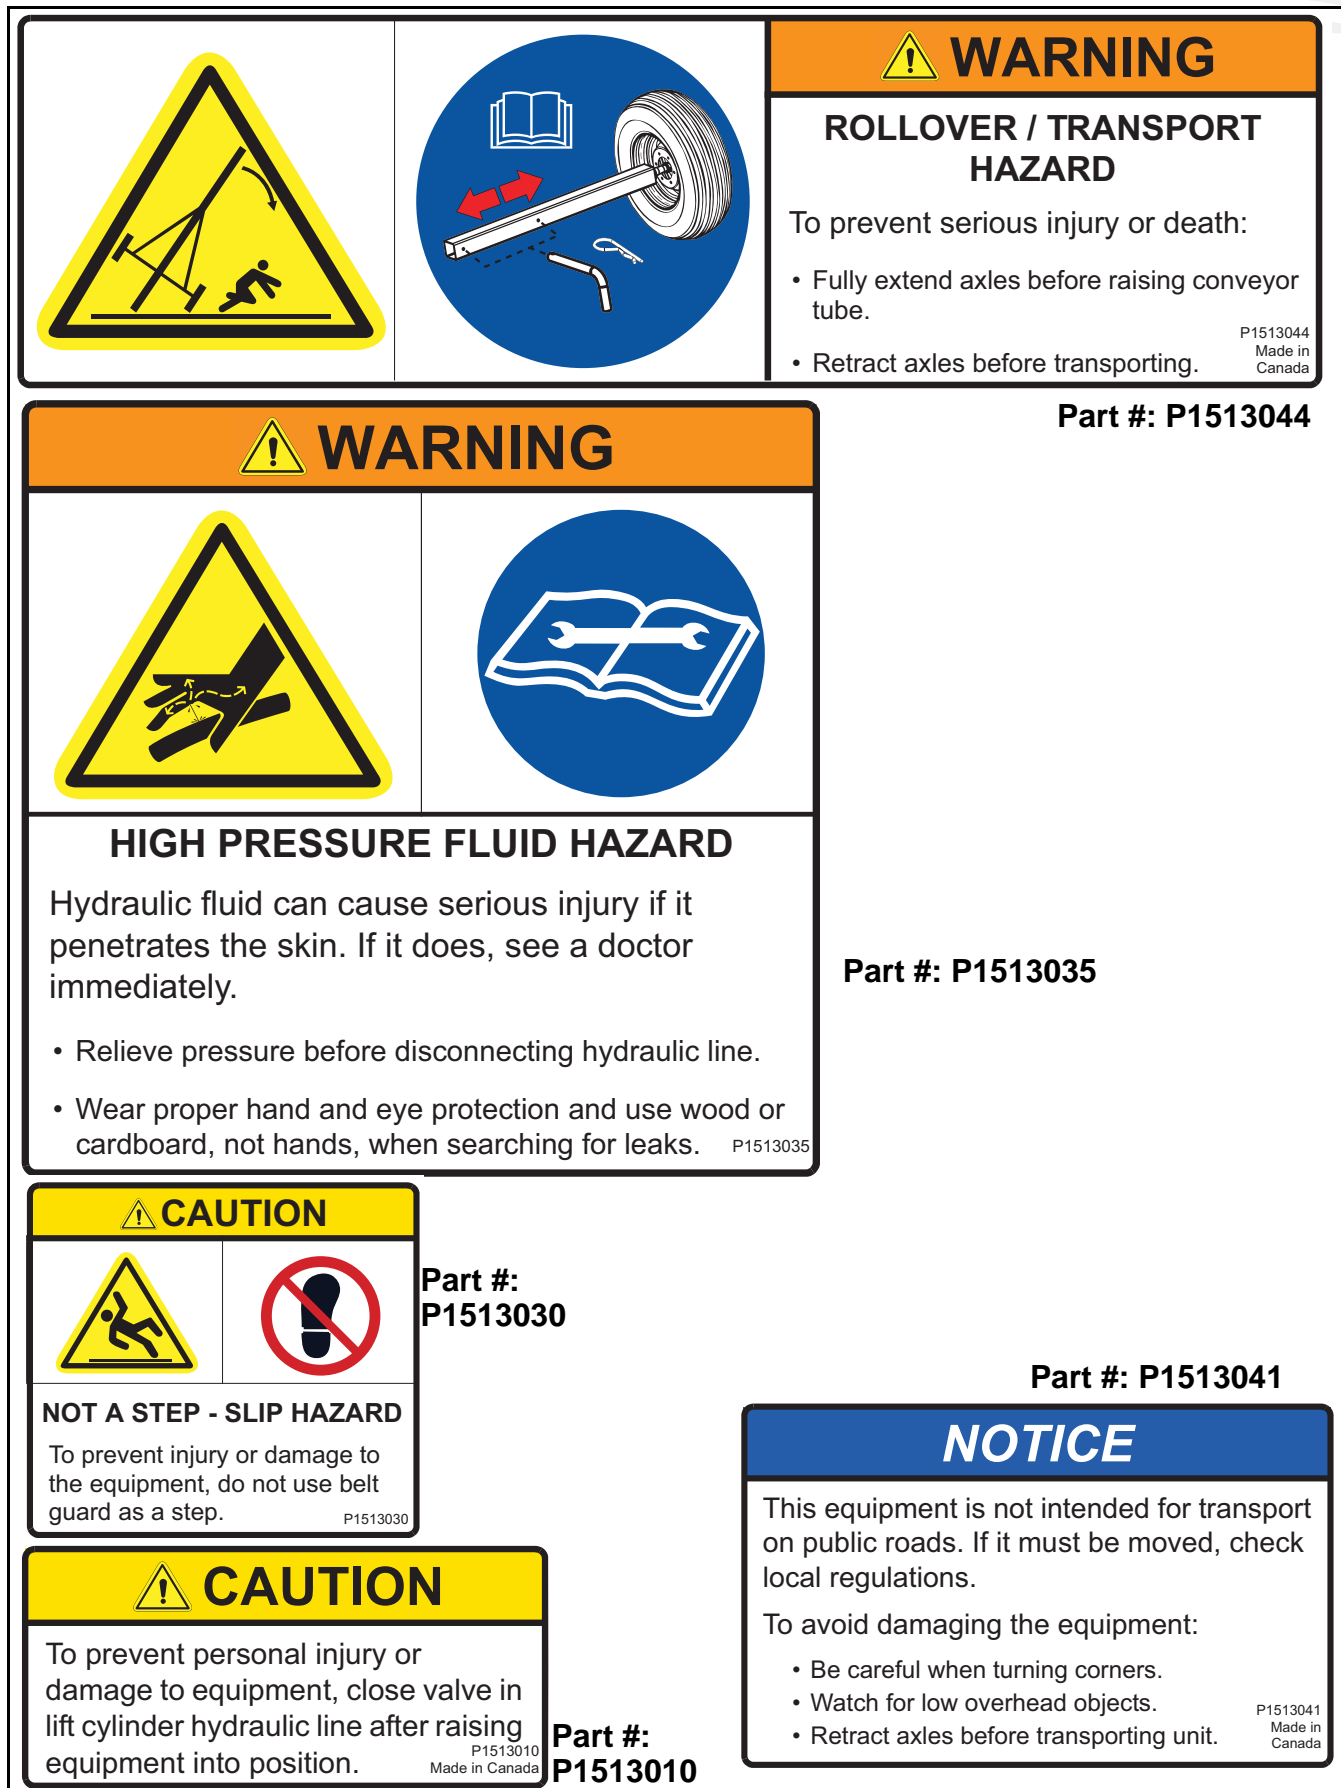 WARNING
ROLLOVER / TRANSPORT
HAZARD
To prevent serious injury or death:
• Fully extend axles before raising conveyor
tube.
• Retract axles before transporting.
P1513044
Made in
Canada
Part #: P1513044
WARNING
HIGH PRESSURE FLUID HAZARD
Hydraulic fluid can cause serious injury if it
penetrates the skin. If it does, see a doctor
immediately.
• Relieve pressure before disconnecting hydraulic line.
• Wear proper hand and eye protection and use wood or
cardboard, not hands, when searching for leaks.
P1513035
Part #: P1513035
CAUTION
NOT A STEP - SLIP HAZARD
To prevent injury or damage to
the equipment, do not use belt
guard as a step.
P1513030
Part #:
P1513030
CAUTION
To prevent personal injury or
damage to equipment, close valve in
lift cylinder hydraulic line after raising
equipment into position.
P1513010
Made in Canada
Part #:
P1513010
Part #: P1513041
NOTICE
This equipment is not intended for transport
on public roads. If it must be moved, check
local regulations.
To avoid damaging the equipment:
• Be careful when turning corners.
• Watch for low overhead objects.
• Retract axles before transporting unit.
P1513041
Made in
Canada